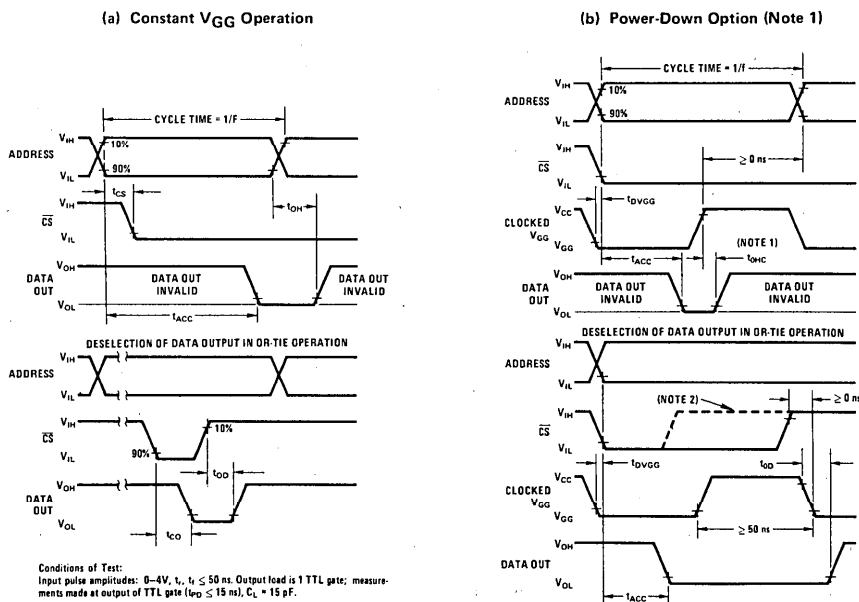 (a) Constant VGG Operation
CYCLE TIME = 1/F
ADDRESS
VIH
VIL
10%
90%
tCS
tOH
CS
VIH
VIL
DATA OUT
VOH
VOL
DATA OUT INVALID
DATA OUT INVALID
tACC
DESELECTION OF DATA OUTPUT IN OR-TIE OPERATION
ADDRESS
VIH
VIL
CS
VIH
VIL
90%
10%
tOD
DATA OUT
VOH
VOL
tCO
Conditions of Test:
Input pulse amplitudes: 0–4V, tr, tf ≤ 50 ns. Output load is 1 TTL gate; measure-
ments made at output of TTL gate (tPD ≤ 15 ns), CL = 15 pF.
(b) Power-Down Option (Note 1)
CYCLE TIME = 1/f
ADDRESS
VIH
VIL
10%
90%
CS
VIH
VIL
≥ 0 ns
tDVGG
CLOCKED VGG
VCC
VGG
tACC
(NOTE 1)
tOHC
DATA OUT
VOH
VOL
DATA OUT INVALID
DATA OUT INVALID
DESELECTION OF DATA OUTPUT IN OR-TIE OPERATION
ADDRESS
VIH
VIL
(NOTE 2)
≥ 0 ns
CS
VIH
VIL
tDVGG
tOD
CLOCKED VGG
VCC
VGG
≥ 50 ns
DATA OUT
VOH
VOL
tACC